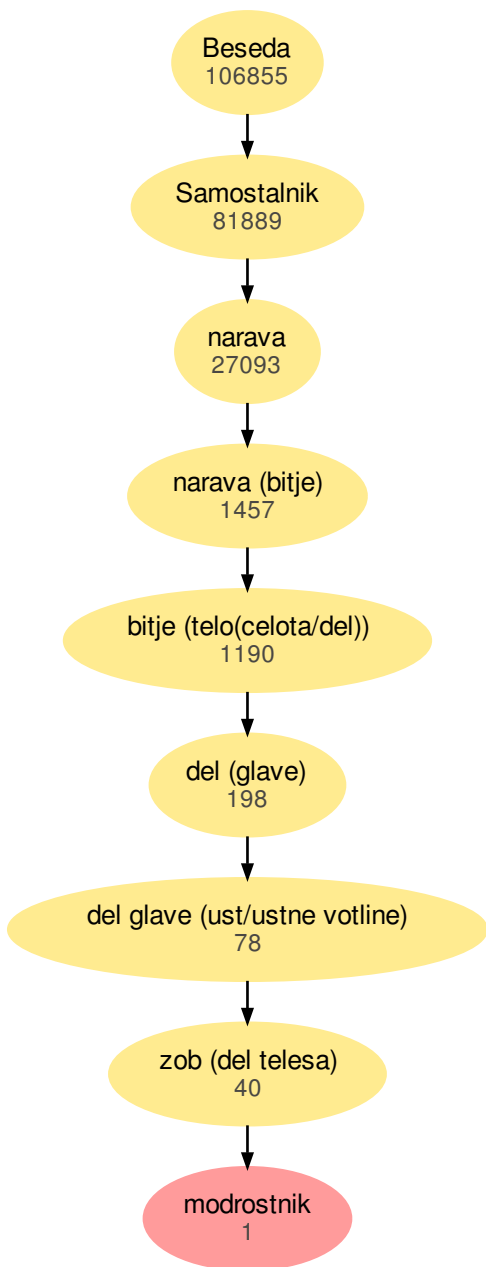 Beseda
106855
Samostalnik
81889
narava
27093
narava (bitje)
1457
bitje (telo(celota/del))
1190
del (glave)
198
del glave (ust/ustne votline)
78
zob (del telesa)
40
modrostnik
1